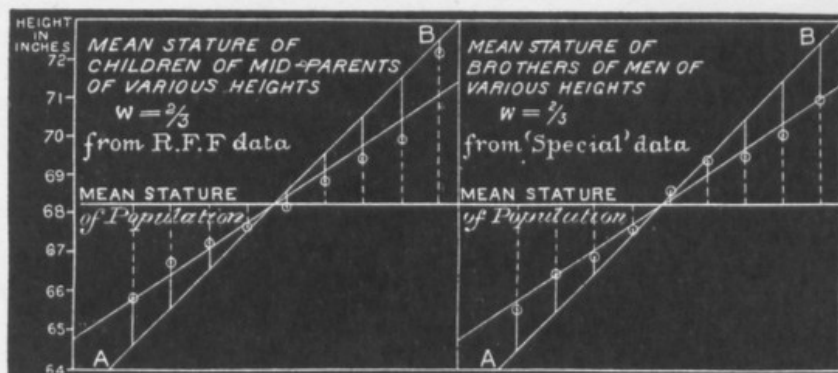 HEIGHT
IN
INCHES
72
71
70
69
68
67
66
65
64
MEAN STATURE OF
CHILDREN OF MID-PARENTS
OF VARIOUS HEIGHTS
W = 2/3
from R.F.F data
MEAN STATURE
of Population
A
B
MEAN STATURE OF
BROTHERS OF MEN OF
VARIOUS HEIGHTS
W = 2/3
from 'Special' data
MEAN STATURE
of Population
A
B